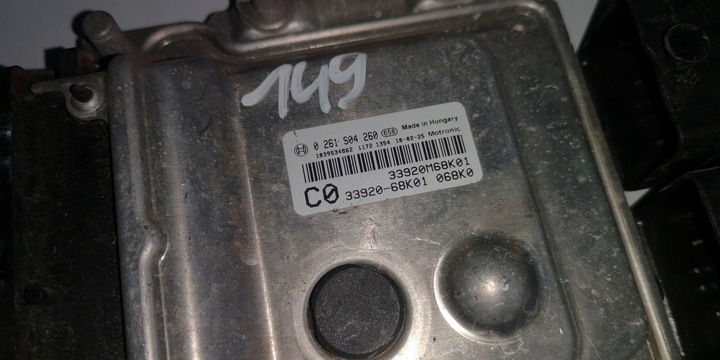 149
0 261 S04 260 658 Made in Hungary
1039S34862 1172 1354 10-02-25 Motronic
33920M68K01
C0 33920-68K01 068K0